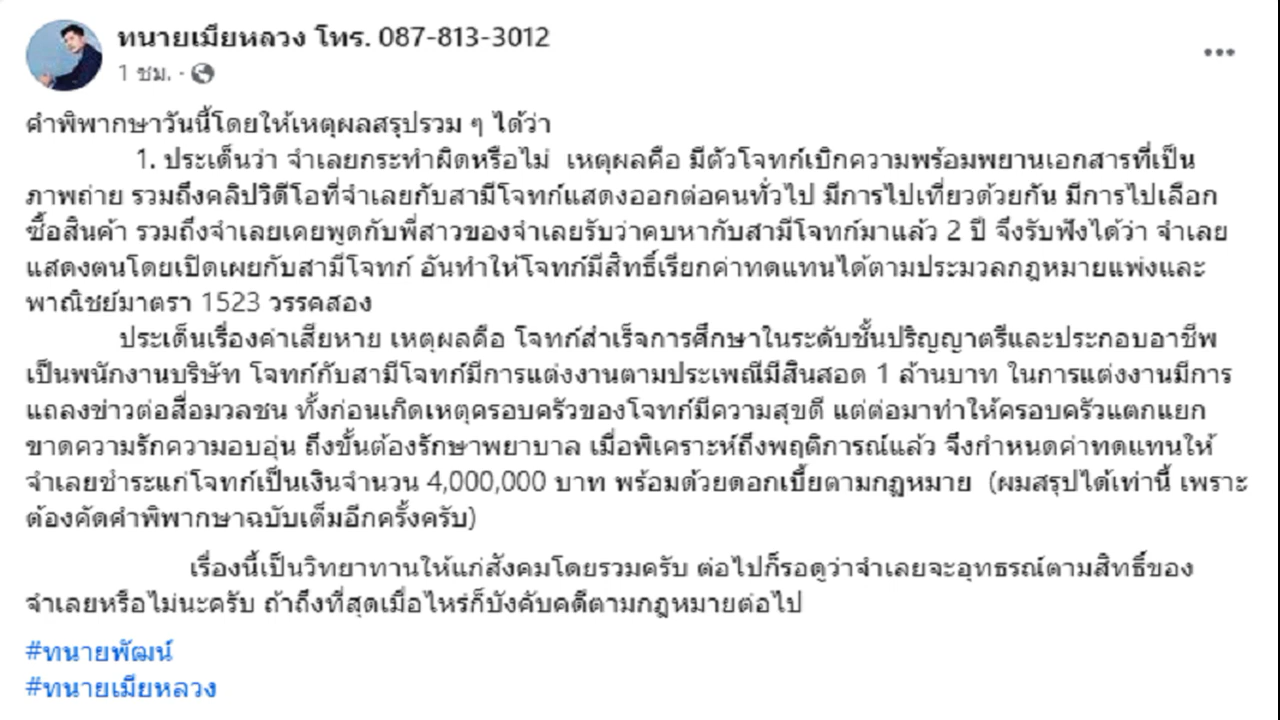 ทนายเมียหลวง โทร. 087-813-3012
1 ชม.
คำพิพากษาวันนี้โดยให้เหตุผลสรุปรวม ๆ ได้ว่า
1. ประเด็นว่า จำเลยกระทำผิดหรือไม่ เหตุผลคือ มีตัวโจทก์เบิกความพร้อมพยานเอกสารที่เป็น
ภาพถ่าย รวมถึงคลิปวิดีโอที่จำเลยกับสามีโจทก์แสดงออกต่อคนทั่วไป มีการไปเที่ยวด้วยกัน มีการไปเลือก
ซื้อสินค้า รวมถึงจำเลยเคยพูดกับพี่สาวของจำเลยรับว่าคบหากับสามีโจทก์มาแล้ว 2 ปี จึงรับฟังได้ว่า จำเลย
แสดงตนโดยเปิดเผยกับสามีโจทก์ อันทำให้โจทก์มีสิทธิ์เรียกค่าทดแทนได้ตามประมวลกฎหมายแพ่งและ
พาณิชย์มาตรา 1523 วรรคสอง
ประเด็นเรื่องค่าเสียหาย เหตุผลคือ โจทก์สำเร็จการศึกษาในระดับชั้นปริญญาตรีและประกอบอาชีพ
เป็นพนักงานบริษัท โจทก์กับสามีโจทก์มีการแต่งงานตามประเพณีมีสินสอด 1 ล้านบาท ในการแต่งงานมีการ
แถลงข่าวต่อสื่อมวลชน ทั้งก่อนเกิดเหตุครอบครัวของโจทก์มีความสุขดี แต่ต่อมาทำให้ครอบครัวแตกแยก
ขาดความรักความอบอุ่น ถึงขั้นต้องรักษาพยาบาล เมื่อพิเคราะห์ถึงพฤติการณ์แล้ว จึงกำหนดค่าทดแทนให้
จำเลยชำระแก่โจทก์เป็นเงินจำนวน 4,000,000 บาท พร้อมด้วยดอกเบี้ยตามกฎหมาย (ผมสรุปได้เท่านี้ เพราะ
ต้องคัดคำพิพากษาฉบับเต็มอีกครั้งครับ)
เรื่องนี้เป็นวิทยาทานให้แก่สังคมโดยรวมครับ ต่อไปก็รอดูว่าจำเลยจะอุทธรณ์ตามสิทธิ์ของ
จำเลยหรือไม่นะครับ ถ้าถึงที่สุดเมื่อไหร่ก็บังคับคดีตามกฎหมายต่อไป
#ทนายพัฒน์
#ทนายเมียหลวง